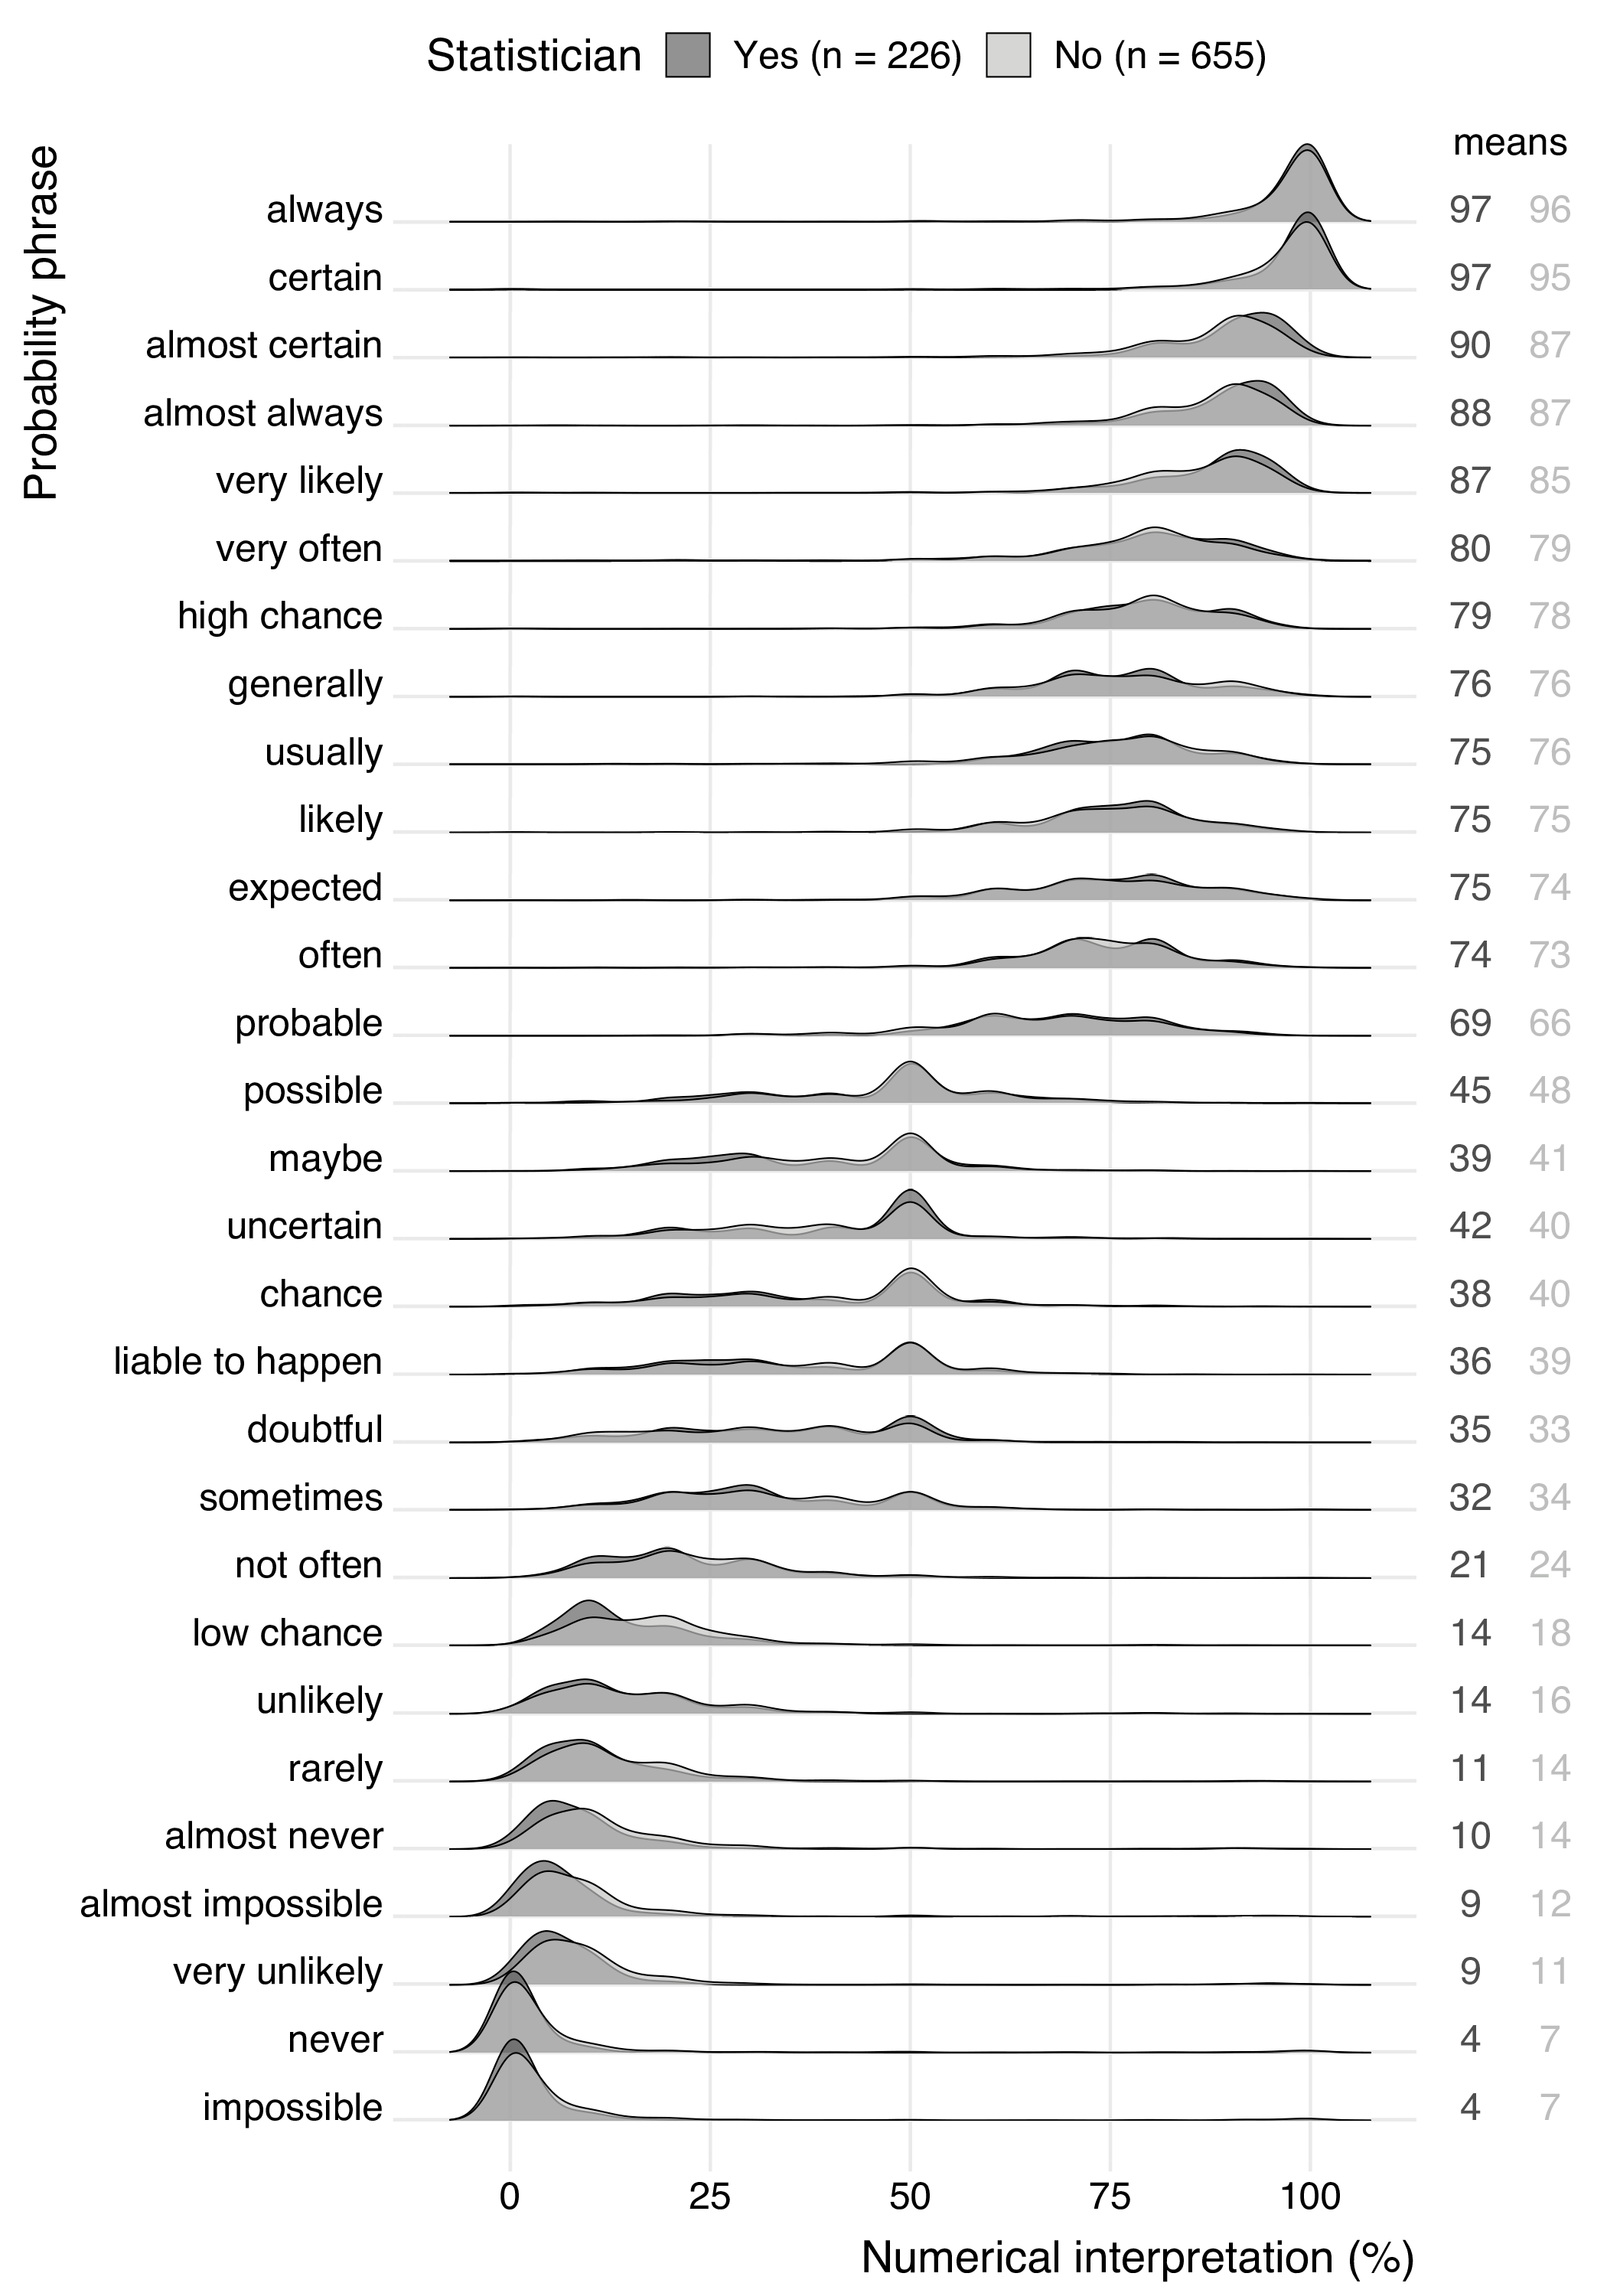 Statistician Yes (n = 226) No (n = 655)
means
Probability phrase
always 97 96
certain 97 95
almost certain 90 87
almost always 88 87
very likely 87 85
very often 80 79
high chance 79 78
generally 76 76
usually 75 76
likely 75 75
expected 75 74
often 74 73
probable 69 66
possible 45 48
maybe 39 41
uncertain 42 40
chance 38 40
liable to happen 36 39
doubtful 35 33
sometimes 32 34
not often 21 24
low chance 14 18
unlikely 14 16
rarely 11 14
almost never 10 14
almost impossible 9 12
very unlikely 9 11
never 4 7
impossible 4 7
0 25 50 75 100
Numerical interpretation (%)